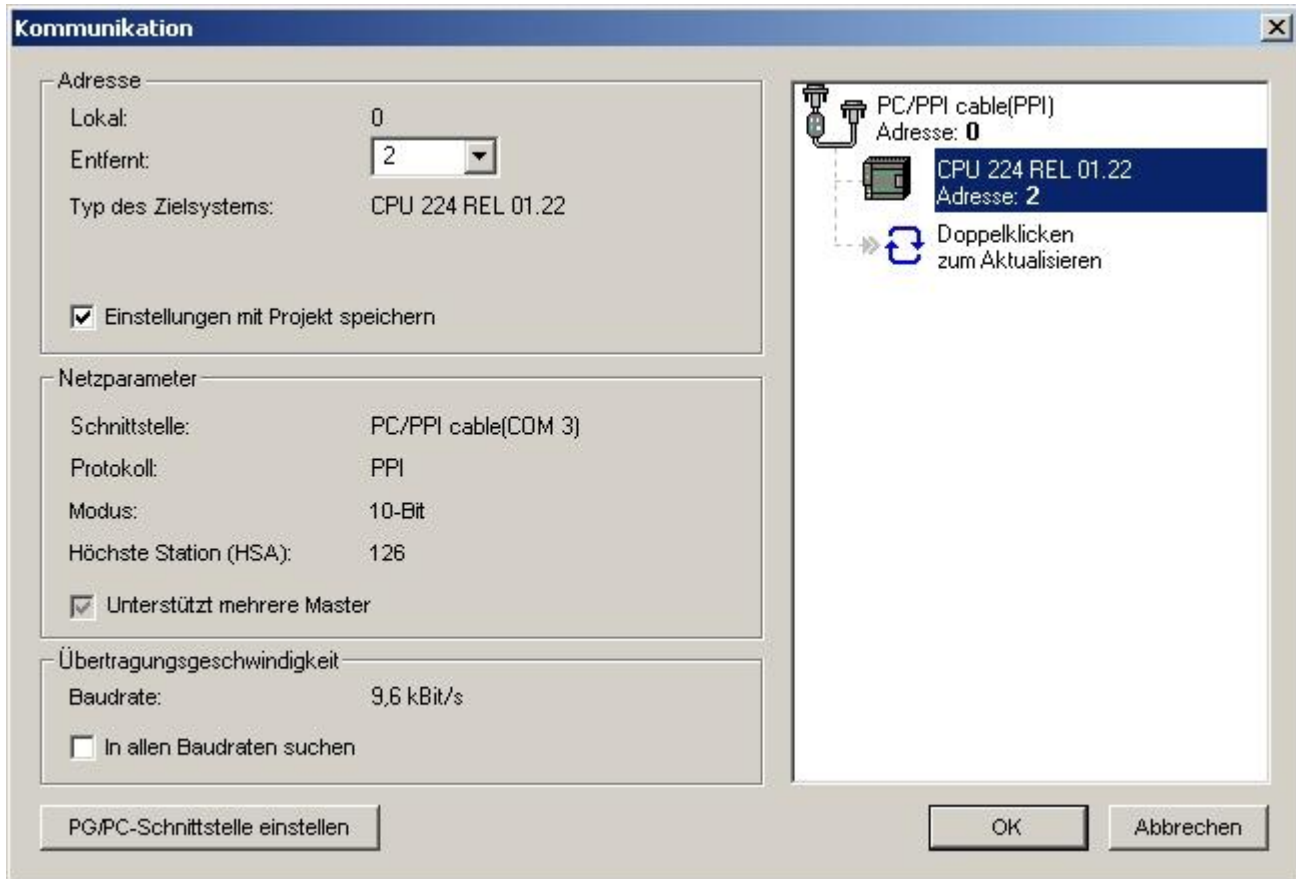 Kommunikation
Adresse
Lokal: 0
Entfernt: 2
Typ des Zielsystems: CPU 224 REL 01.22
Einstellungen mit Projekt speichern
Netzparameter
Schnittstelle: PC/PPI cable(COM 3)
Protokoll: PPI
Modus: 10-Bit
Höchste Station (HSA): 126
Unterstützt mehrere Master
Übertragungsgeschwindigkeit
Baudrate: 9,6 kBit/s
In allen Baudraten suchen
PG/PC-Schnittstelle einstellen
PC/PPI cable(PPI)
Adresse: 0
CPU 224 REL 01.22
Adresse: 2
Doppelklicken
zum Aktualisieren
OK
Abbrechen